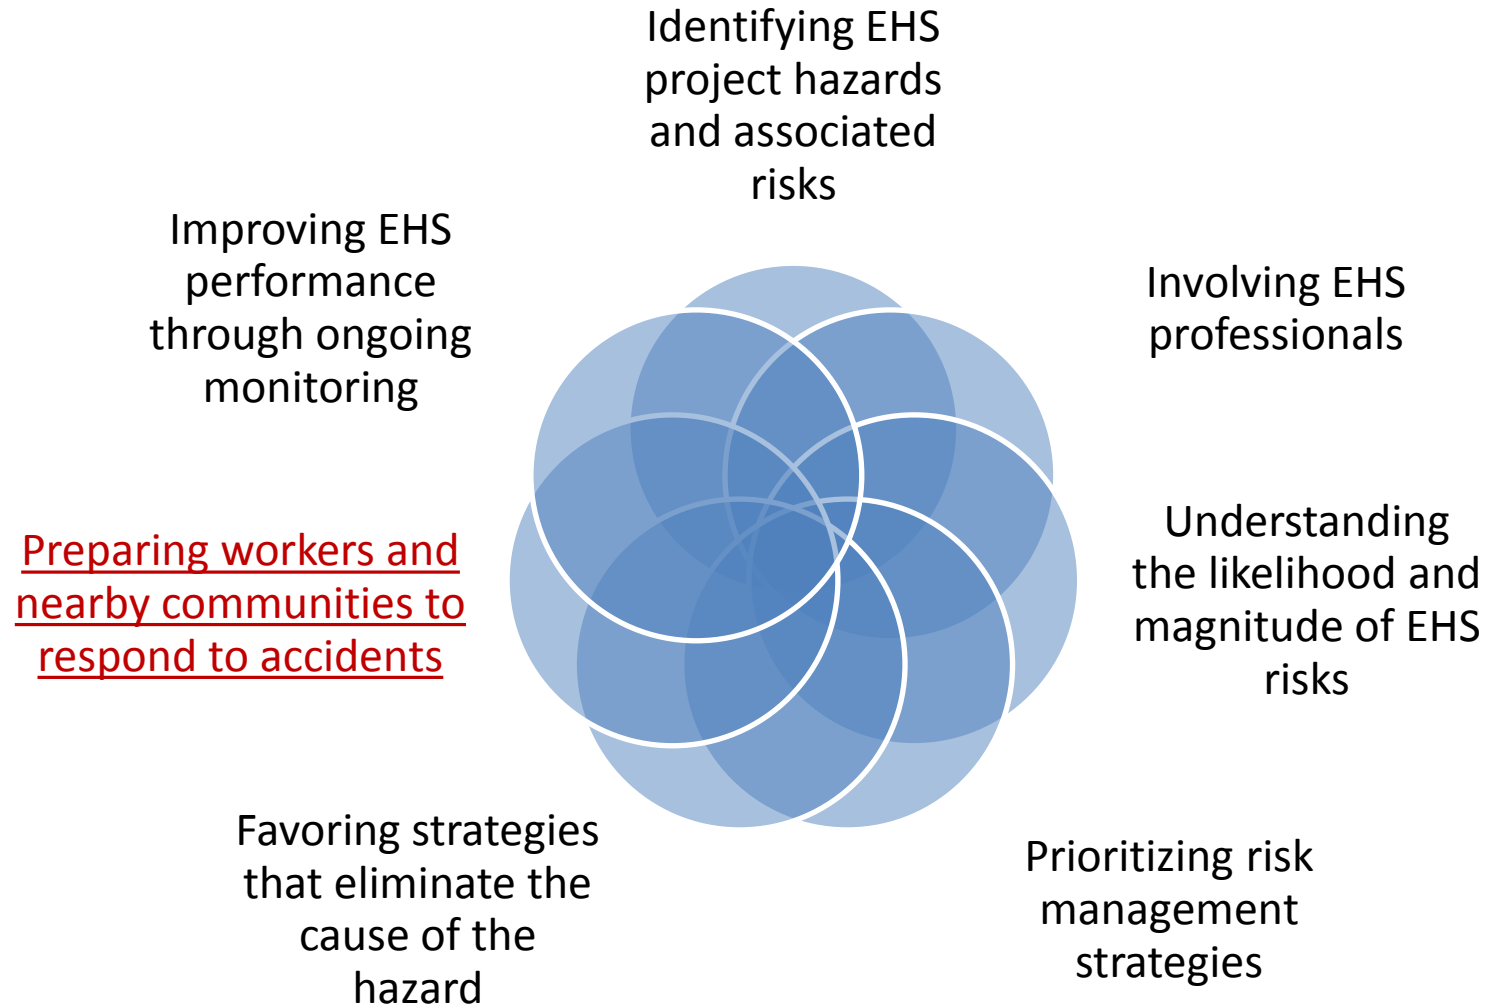 Identifying EHS
project hazards
and associated
risks
Involving EHS
professionals
Understanding
the likelihood and
magnitude of EHS
risks
Prioritizing risk
management
strategies
Favoring strategies
that eliminate the
cause of the
hazard
Preparing workers and
nearby communities to
respond to accidents
Improving EHS
performance
through ongoing
monitoring